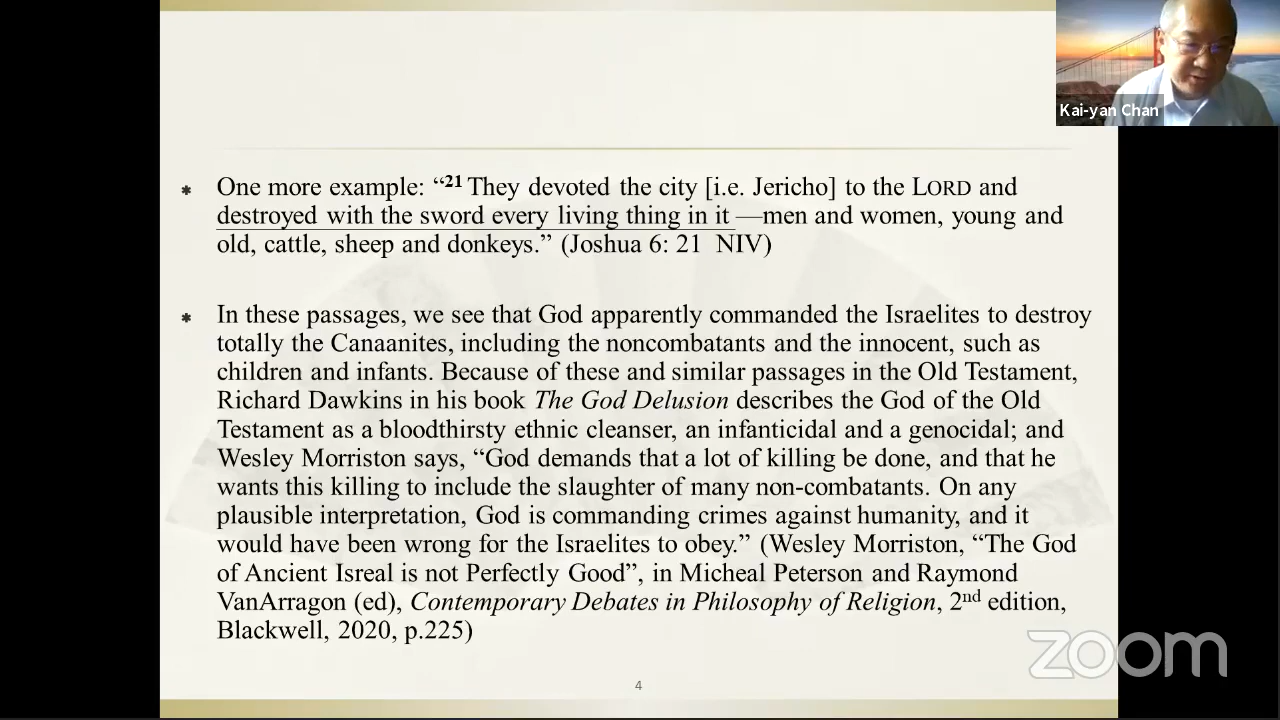 Kai-yan Chan
* One more example: “21 They devoted the city [i.e. Jericho] to the LORD and
destroyed with the sword every living thing in it —men and women, young and
old, cattle, sheep and donkeys.” (Joshua 6: 21 NIV)
* In these passages, we see that God apparently commanded the Israelites to destroy
totally the Canaanites, including the noncombatants and the innocent, such as
children and infants. Because of these and similar passages in the Old Testament,
Richard Dawkins in his book The God Delusion describes the God of the Old
Testament as a bloodthirsty ethnic cleanser, an infanticidal and a genocidal; and
Wesley Morriston says, “God demands that a lot of killing be done, and that he
wants this killing to include the slaughter of many non-combatants. On any
plausible interpretation, God is commanding crimes against humanity, and it
would have been wrong for the Israelites to obey.” (Wesley Morriston, “The God
of Ancient Isreal is not Perfectly Good”, in Micheal Peterson and Raymond
VanArragon (ed), Contemporary Debates in Philosophy of Religion, 2nd edition,
Blackwell, 2020, p.225)
zoom
4